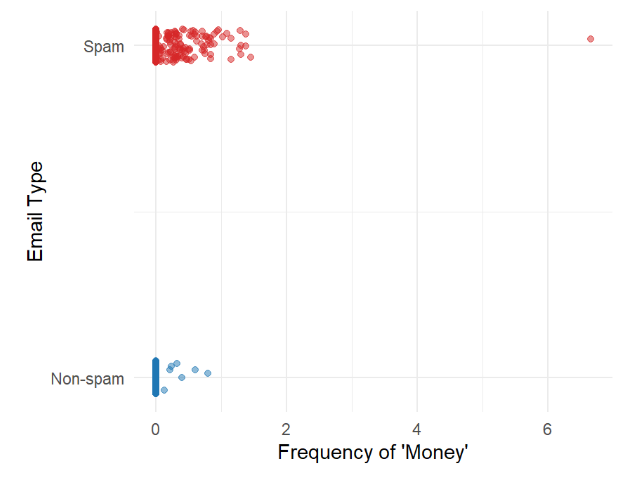 Spam
Email Type
Non-spam
0 2 4 6
Frequency of 'Money'